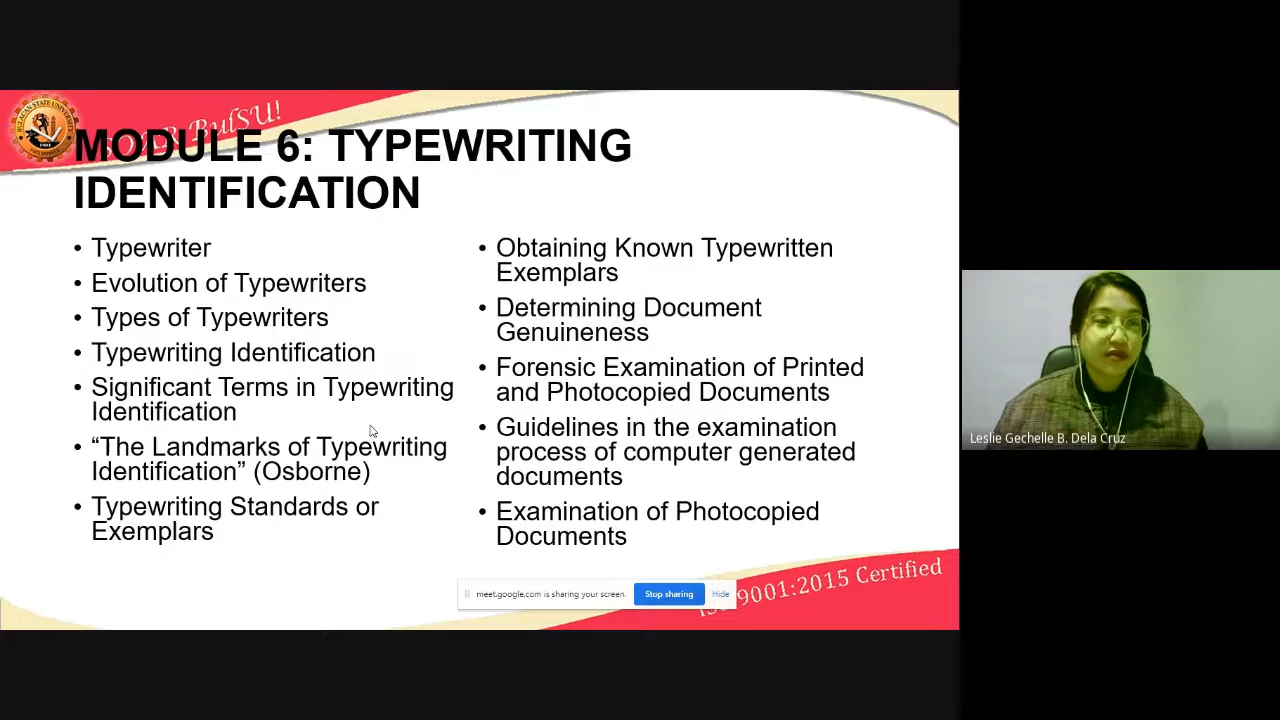 SOAR BulSU!
MODULE 6: TYPEWRITING
IDENTIFICATION
• Typewriter
• Evolution of Typewriters
• Types of Typewriters
• Typewriting Identification
• Significant Terms in Typewriting
Identification
• “The Landmarks of Typewriting
Identification” (Osborne)
• Typewriting Standards or
Exemplars
• Obtaining Known Typewritten
Exemplars
• Determining Document
Genuineness
• Forensic Examination of Printed
and Photocopied Documents
• Guidelines in the examination
process of computer generated
documents
• Examination of Photocopied
Documents
meet.google.com is sharing your screen.
Stop sharing
Hide
9001:2015 Certified
Leslie Gechelle B. Dela Cruz